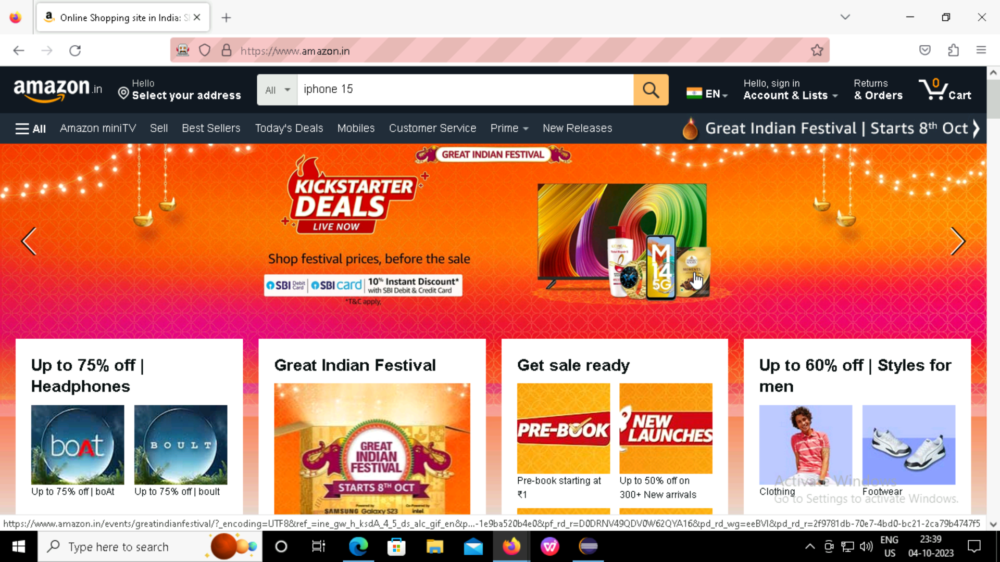 Online Shopping site in India: S
https://www.amazon.in
amazon.in
Hello
Select your address
All
iphone 15
EN
Hello, sign in
Account & Lists
Returns
& Orders
0
Cart
All
Amazon miniTV
Sell
Best Sellers
Today's Deals
Mobiles
Customer Service
Prime
New Releases
Great Indian Festival | Starts 8th Oct
GREAT INDIAN FESTIVAL
KICKSTARTER
DEALS
LIVE NOW
Shop festival prices, before the sale
SBI Debit Card
SBI card
10% Instant Discount*
with SBI Debit & Credit Card
*T&C apply.
M
14
5G
MOMENTS
Up to 75% off |
Headphones
boAt
BOULT
Up to 75% off | boAt
Up to 75% off | boult
Great Indian Festival
GREAT
INDIAN
FESTIVAL
STARTS 8TH OCT
Powered by
SAMSUNG Galaxy S23
Co-Powered by
intel
Get sale ready
PRE-BOOK
NEW
LAUNCHES
Pre-book starting at
₹1
Up to 50% off on
300+ New arrivals
Up to 60% off | Styles for
men
Clothing
Footwear
Activate Windows
Go to Settings to activate Windows.
https://www.amazon.in/events/greatindianfestival/?_encoding=UTF8&ref_=ine_gw_h_ksdA_4_5_ds_alc_gif_en&p...-1e9ba520b4e0&pf_rd_r=D0DRNV49QDV0W62QYA16&pd_rd_wg=eeBVI&pd_rd_r=2f9781db-70e7-4bd0-bc21-2ca79b4747f5
Type here to search
ENG
US
23:39
04-10-2023